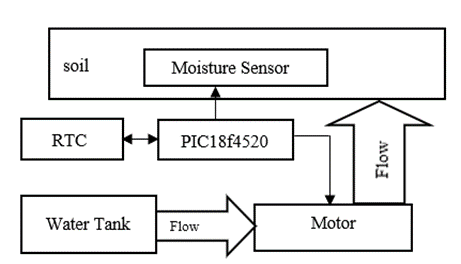 soil
Moisture Sensor
RTC
PIC18f4520
Flow
Water Tank
Flow
Motor